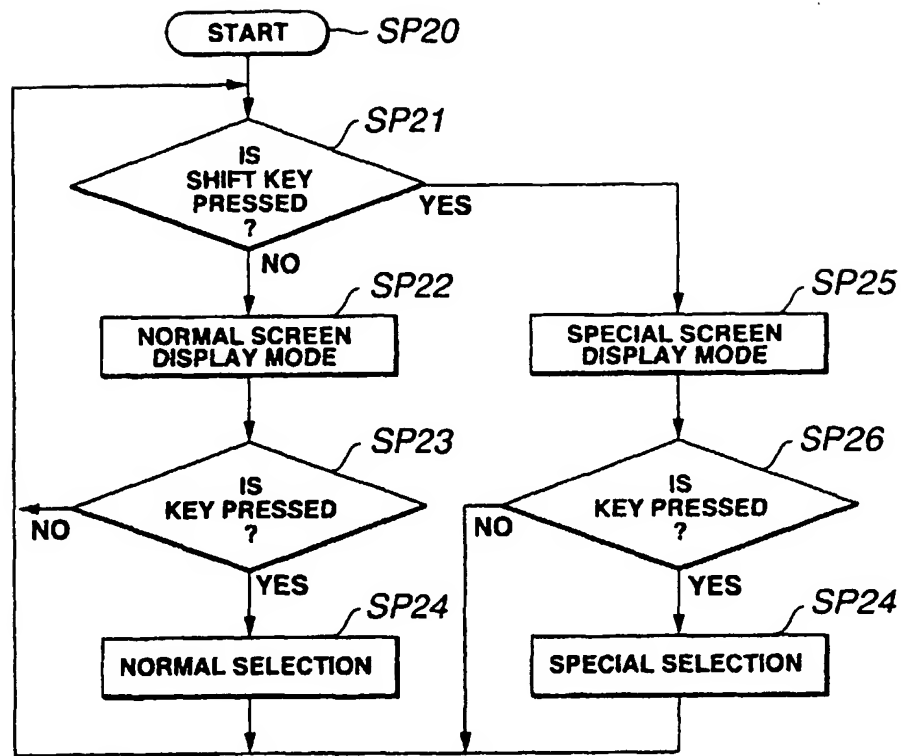 START
SP20
SP21
IS
SHIFT KEY
PRESSED
?
YES
NO
SP22
NORMAL SCREEN
DISPLAY MODE
SP25
SPECIAL SCREEN
DISPLAY MODE
SP23
IS
KEY PRESSED
?
NO
YES
SP26
IS
KEY PRESSED
?
NO
YES
SP24
NORMAL SELECTION
SP24
SPECIAL SELECTION